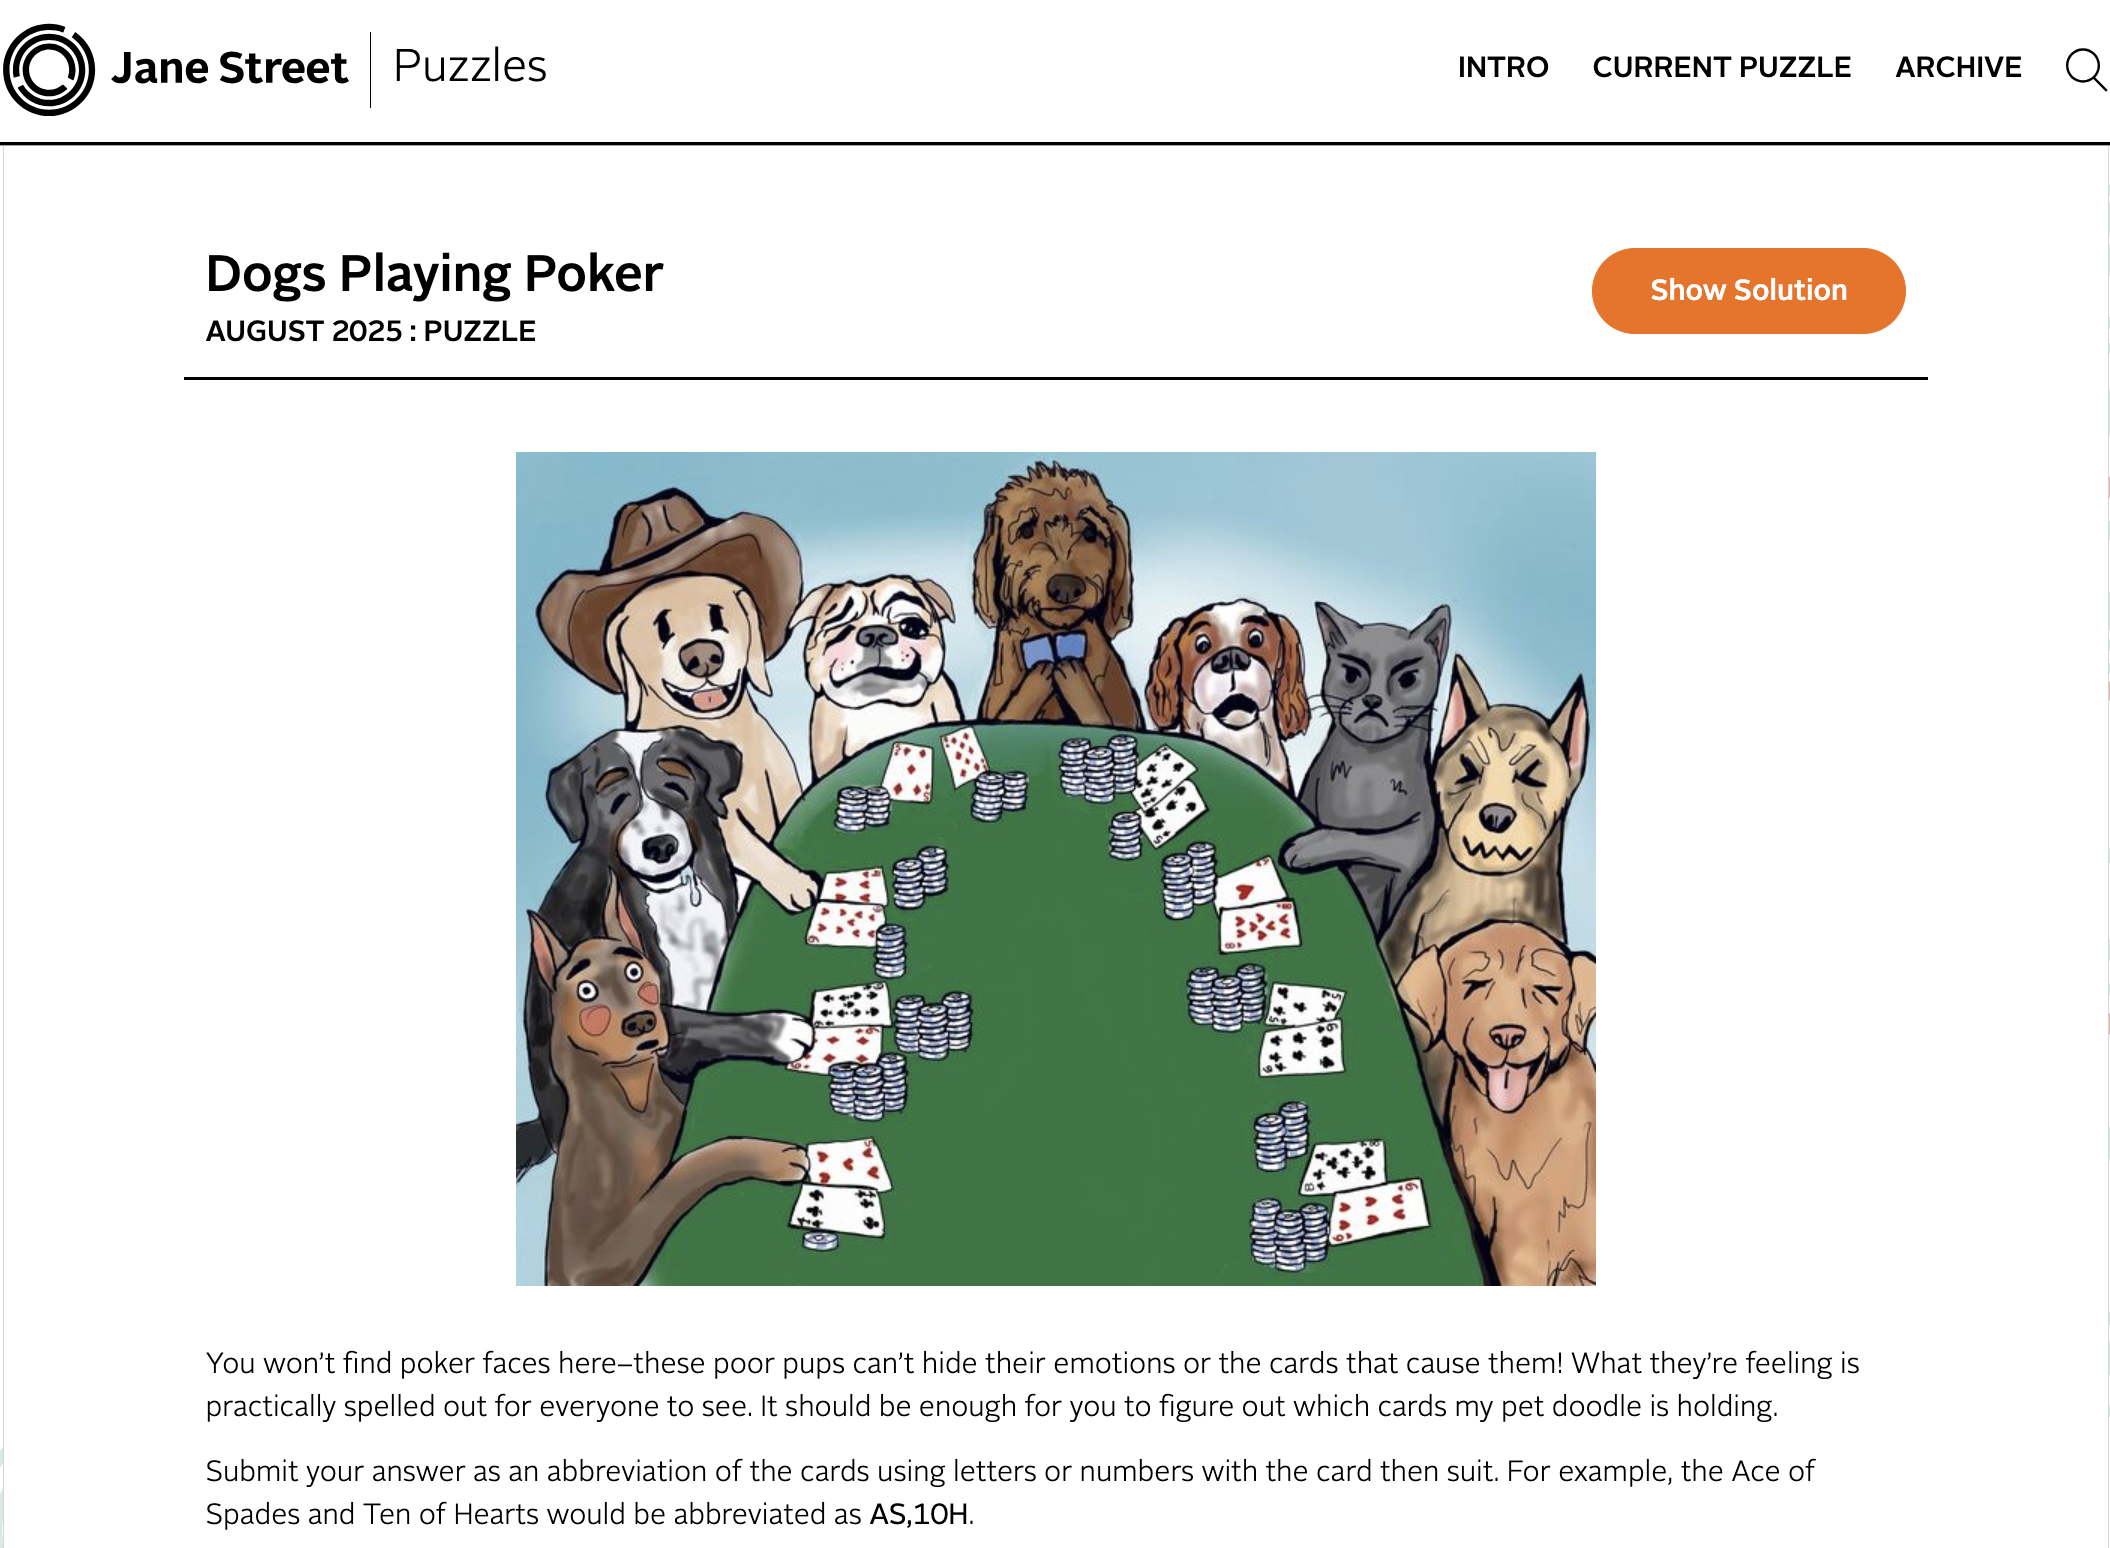 Jane Street Puzzles INTRO CURRENT PUZZLE ARCHIVE
Dogs Playing Poker
Show Solution
AUGUST 2025 : PUZZLE
You won't find poker faces here–these poor pups can't hide their emotions or the cards that cause them! What they're feeling is
practically spelled out for everyone to see. It should be enough for you to figure out which cards my pet doodle is holding.
Submit your answer as an abbreviation of the cards using letters or numbers with the card then suit. For example, the Ace of
Spades and Ten of Hearts would be abbreviated as AS,10H.